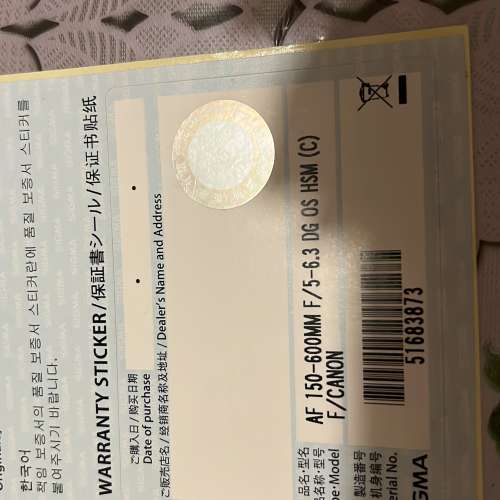 한국어
책임 보증서의 품질 보증서 스티커란에 품질 보증서 스티커를
붙여주시기 바랍니다.
WARRANTY STICKER /保証書シール/保证书贴纸
ご購入日 / 购买日期
Date of purchase
ご販売店名 / 经销商名称及地址 / Dealer's Name and Address
品名・型名
名称・型号
pe・Model
AF 150-600MM F/5-6.3 DG OS HSM (C)
F/CANON
製造番号
机身编号
erial No.
51683873
GMA